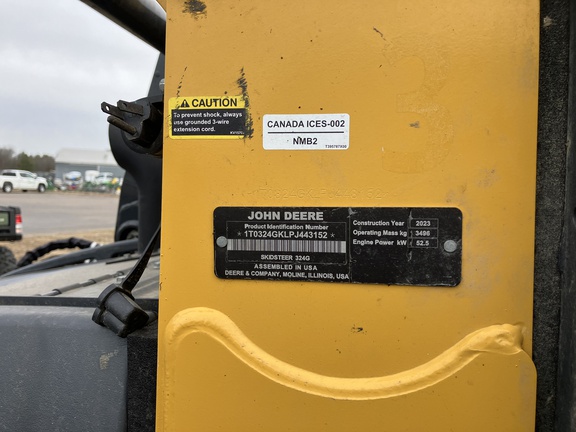 CAUTION
To prevent shock, always
use grounded 3-wire
extension cord.
CANADA ICES-002
NMB2
JOHN DEERE
Product Identification Number
* 1T0324GKLPJ443152 *
SKIDSTEER 324G
ASSEMBLED IN USA
DEERE & COMPANY, MOLINE, ILLINOIS, USA
Construction Year 2023
Operating Mass kg 3498
Engine Power kW 52.5